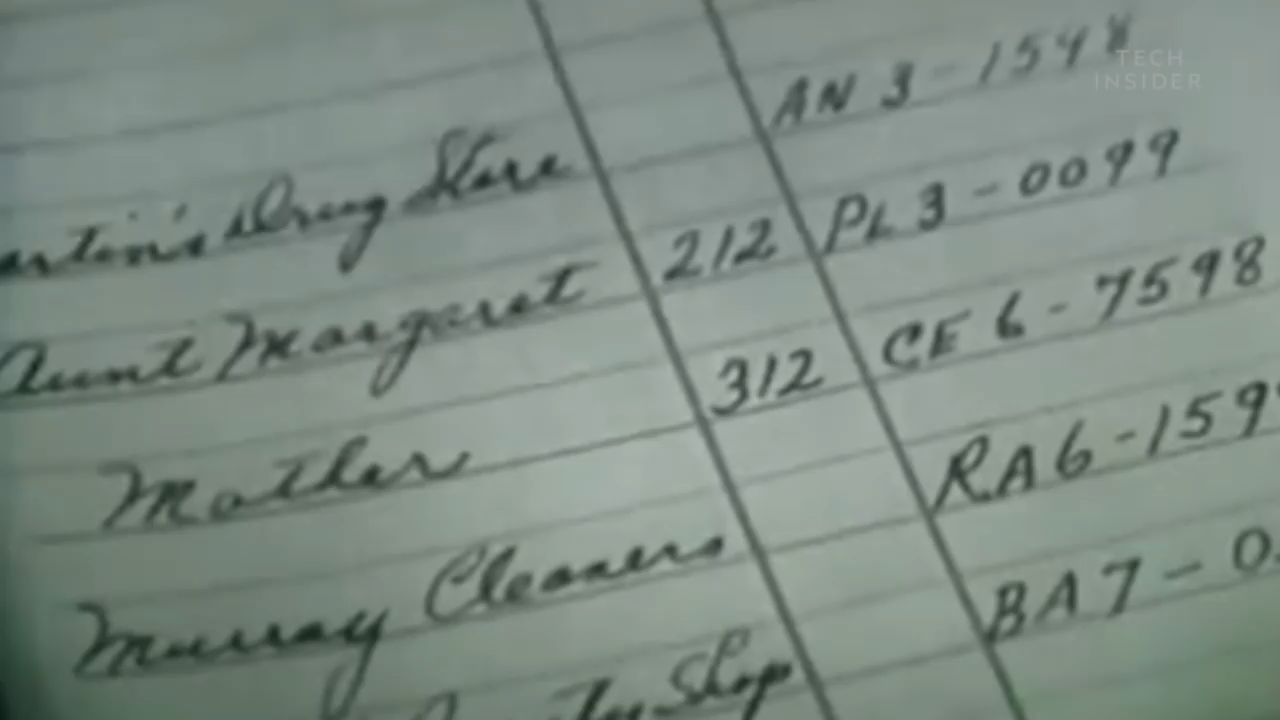 AN 3-1548
TECH
INSIDER
Drug Store
212 PL 3-0099
Aunt Margaret
312 CE 6-7598
Mother
RA6-159
Murray Cleaners
BA7-0
Shop